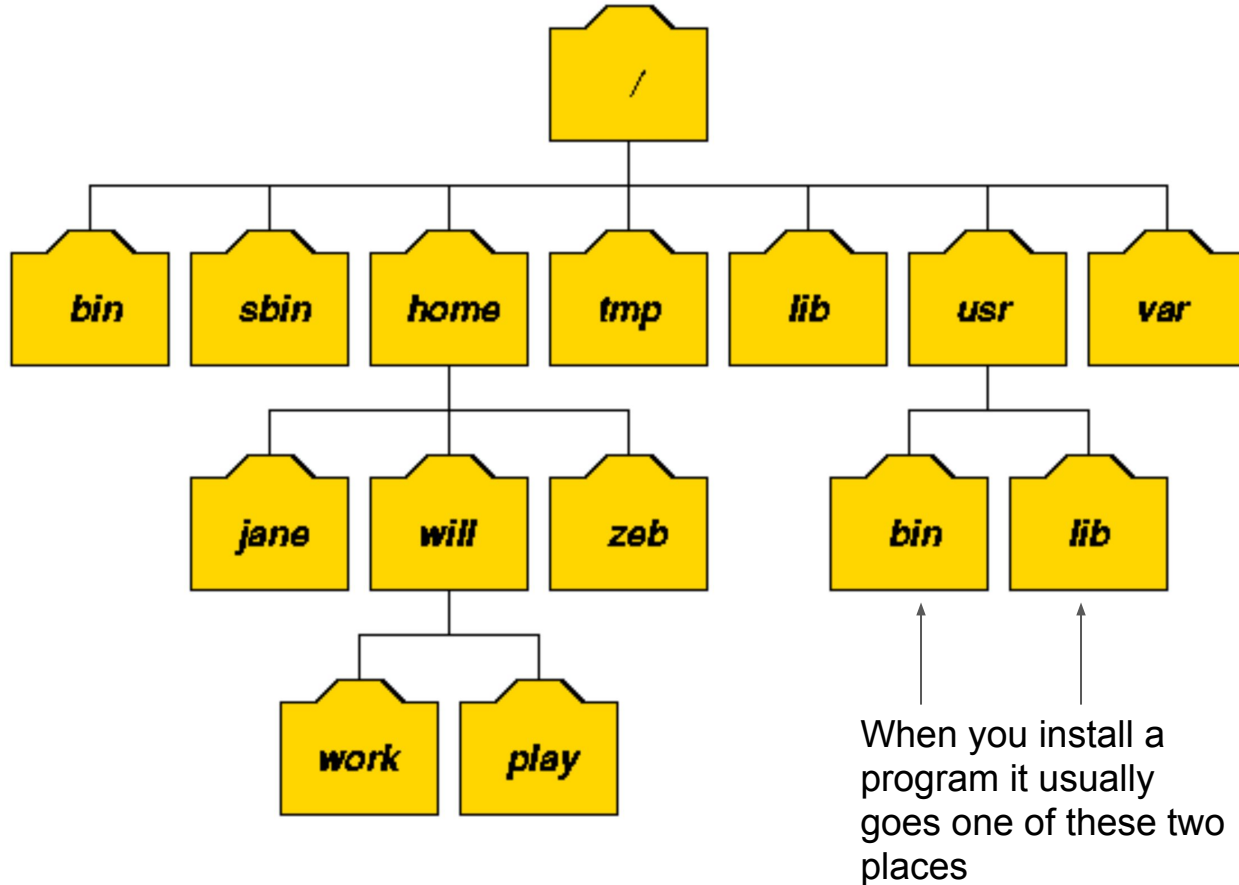 /
bin sbin home tmp lib usr var
jane will zeb bin lib
work play
When you install a
program it usually
goes one of these two
places